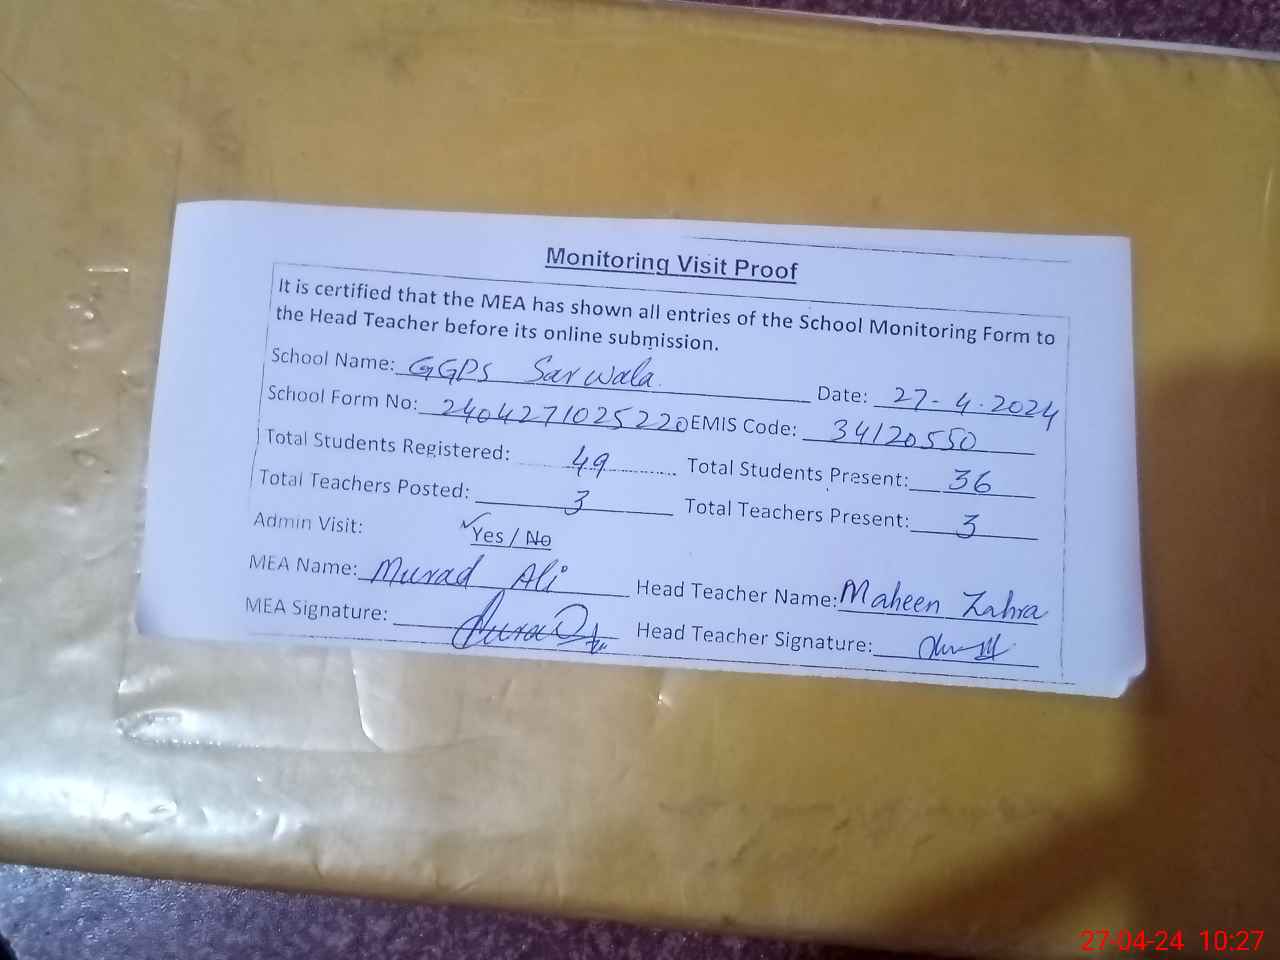 Monitoring Visit Proof
It is certified that the MEA has shown all entries of the School Monitoring Form to
the Head Teacher before its online submission.
School Name: GGPS Sarwala. Date: 27-4-2024
School Form No: 2404271025220 EMIS Code: 34120550
Total Students Registered: 49 Total Students Present: 36
Total Teachers Posted: 3 Total Teachers Present: 3
Admin Visit: ✓Yes / No
MEA Name: Murad Ali Head Teacher Name: Maheen Zahra
MEA Signature: Head Teacher Signature:
27-04-24 10:27